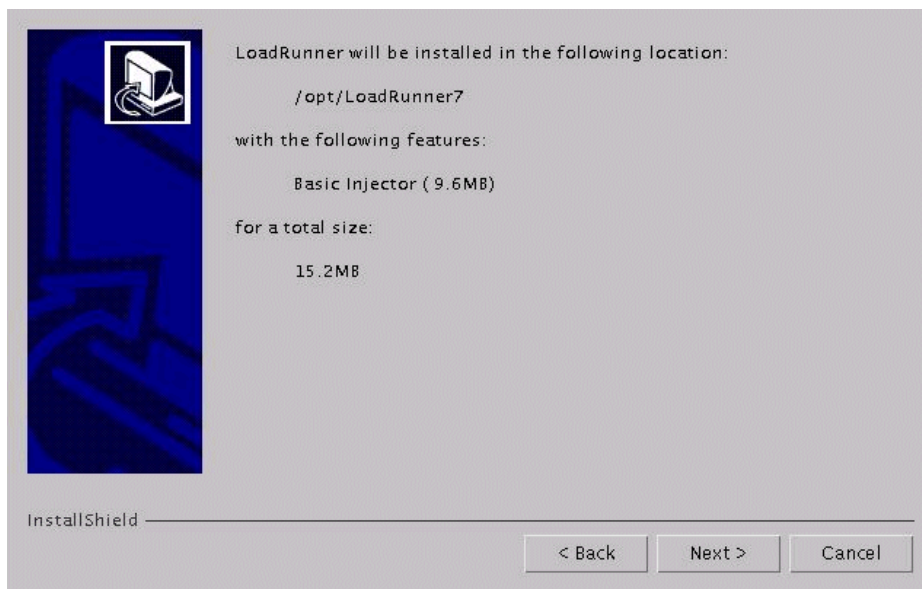 LoadRunner will be installed in the following location:
/opt/LoadRunner7
with the following features:
Basic Injector ( 9.6MB)
for a total size:
15.2MB
InstallShield
< Back
Next >
Cancel